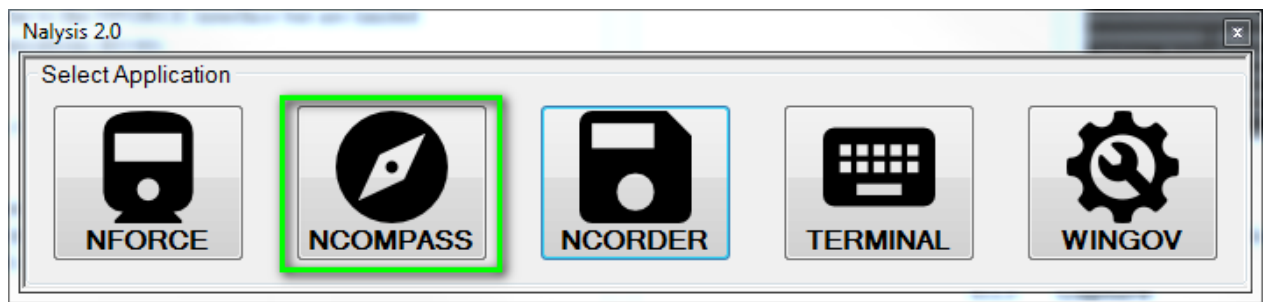 Nalysis 2.0
x
Select Application
NFORCE
NCOMPASS
NCORDER
TERMINAL
WINGOV